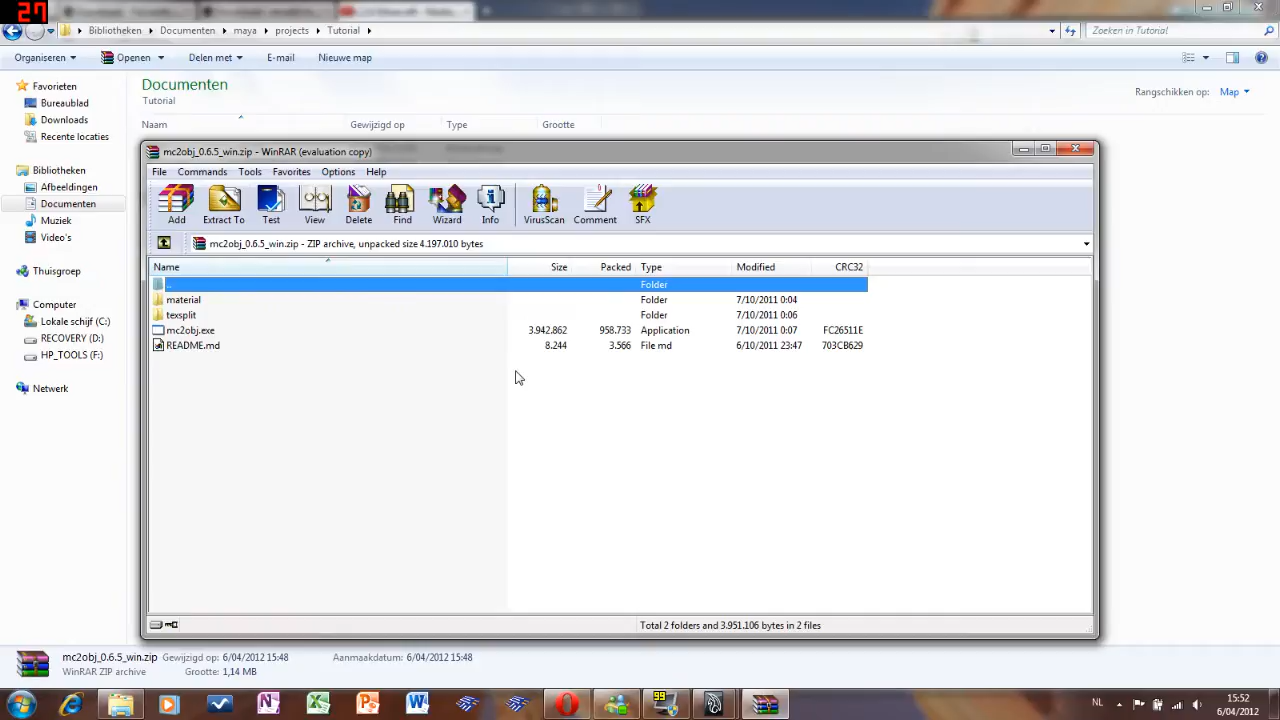 27
Bibliotheken ▸ Documenten ▸ maya ▸ projects ▸ Tutorial ▸
Zoeken in Tutorial
Organiseren
Openen
Delen met
E-mail
Nieuwe map
Favorieten
Bureaublad
Downloads
Recente locaties
Bibliotheken
Afbeeldingen
Documenten
Muziek
Video's
Thuisgroep
Computer
Lokale schijf (C:)
RECOVERY (D:)
HP_TOOLS (F:)
Netwerk
Documenten
Tutorial
Rangschikken op: Map
Naam Gewijzigd op Type Grootte
mc2obj_0.6.5_win.zip - WinRAR (evaluation copy)
File Commands Tools Favorites Options Help
Add Extract To Test View Delete Find Wizard Info VirusScan Comment SFX
mc2obj_0.6.5_win.zip - ZIP archive, unpacked size 4.197.010 bytes
Name Size Packed Type Modified CRC32
.. Folder
material Folder 7/10/2011 0:04
texsplit Folder 7/10/2011 0:06
mc2obj.exe 3.942.862 958.733 Application 7/10/2011 0:07 FC26511E
README.md 8.244 3.566 File md 6/10/2011 23:47 703CB629
Total 2 folders and 3.951.106 bytes in 2 files
mc2obj_0.6.5_win.zip Gewijzigd op: 6/04/2012 15:48 Aanmaakdatum: 6/04/2012 15:48
WinRAR ZIP archive Grootte: 1,14 MB
99
NL
15:52
6/04/2012